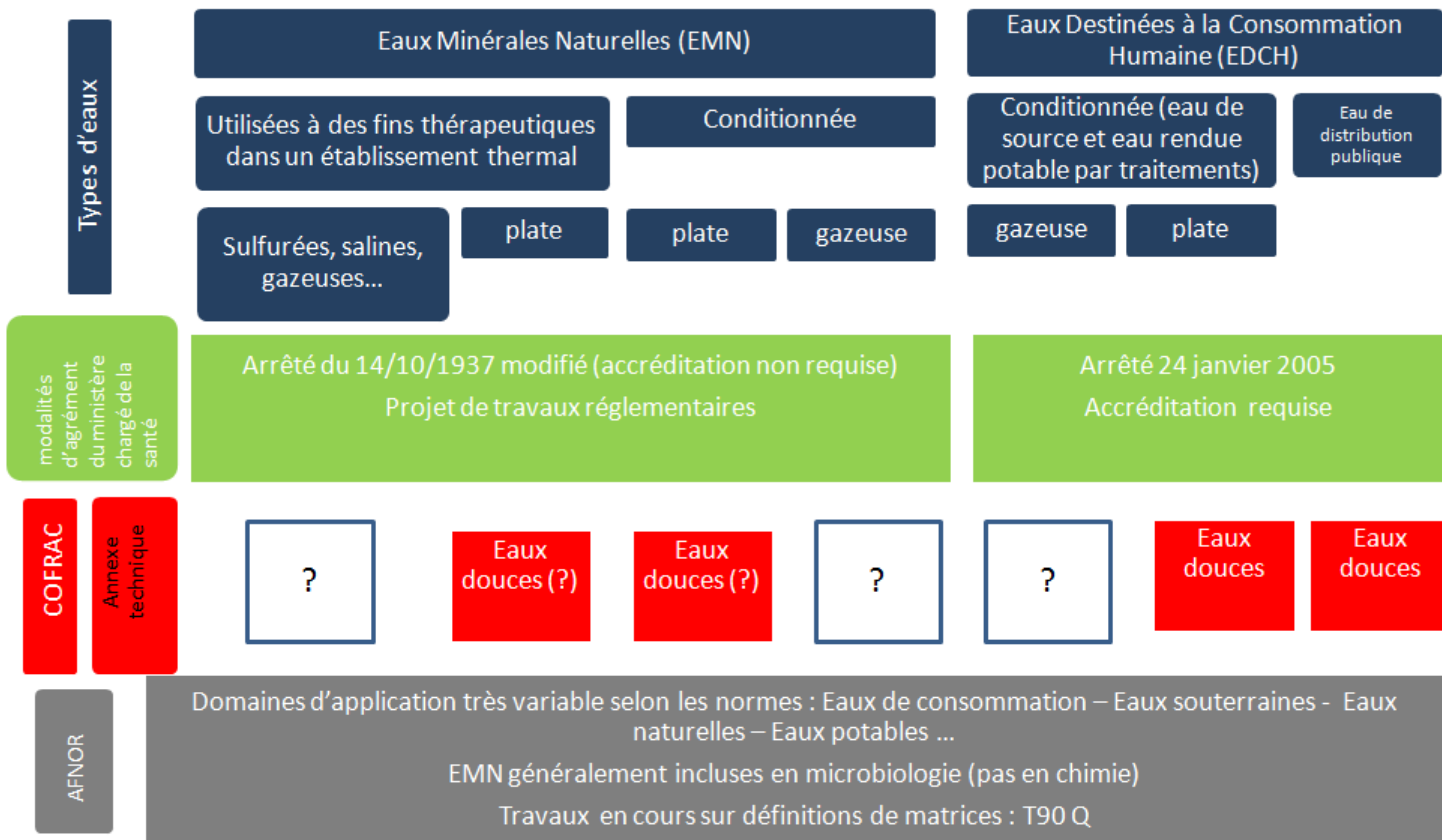 Types d'eaux
Eaux Minérales Naturelles (EMN)
Eaux Destinées à la Consommation
Humaine (EDCH)
Utilisées à des fins thérapeutiques
dans un établissement thermal
Conditionnée
Conditionnée (eau de
source et eau rendue
potable par traitements)
Eau de
distribution
publique
Sulfurées, salines,
gazeuses...
plate
plate
gazeuse
gazeuse
plate
modalités
d'agrément
du ministère
chargé de la
santé
Arrêté du 14/10/1937 modifié (accréditation non requise)
Projet de travaux réglementaires
Arrêté 24 janvier 2005
Accréditation requise
COFRAC
Annexe
technique
?
Eaux
douces (?)
Eaux
douces (?)
?
?
Eaux
douces
Eaux
douces
AFNOR
Domaines d'application très variable selon les normes : Eaux de consommation – Eaux souterraines - Eaux
naturelles – Eaux potables ...
EMN généralement incluses en microbiologie (pas en chimie)
Travaux en cours sur définitions de matrices : T90 Q